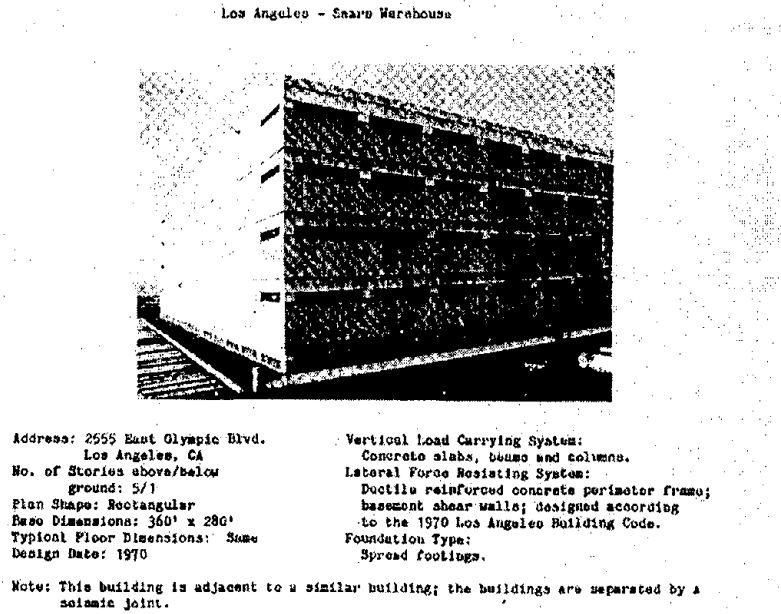 Los Angeles - Sears Warehouse
Address: 2555 East Olympic Blvd.
Los Angeles, CA
No. of Stories above/below
ground: 5/1
Plan Shape: Rectangular
Base Dimensions: 360' x 280'
Typical Floor Dimensions: Same
Design Date: 1970
Vertical Load Carrying System:
Concrete slabs, beams and columns.
Lateral Force Resisting System:
Ductile reinforced concrete perimeter frame;
basement shear walls; designed according
to the 1970 Los Angeles Building Code.
Foundation Type:
Spread footings.
Note: This building is adjacent to a similar building; the buildings are separated by a
seismic joint.